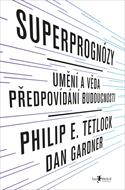 SUPERPROGNÓZY
UMĚNÍ A VĚDA
PŘEDPOVÍDÁNÍ BUDOUCNOSTI
PHILIP E. TETLOCK
DAN GARDNER